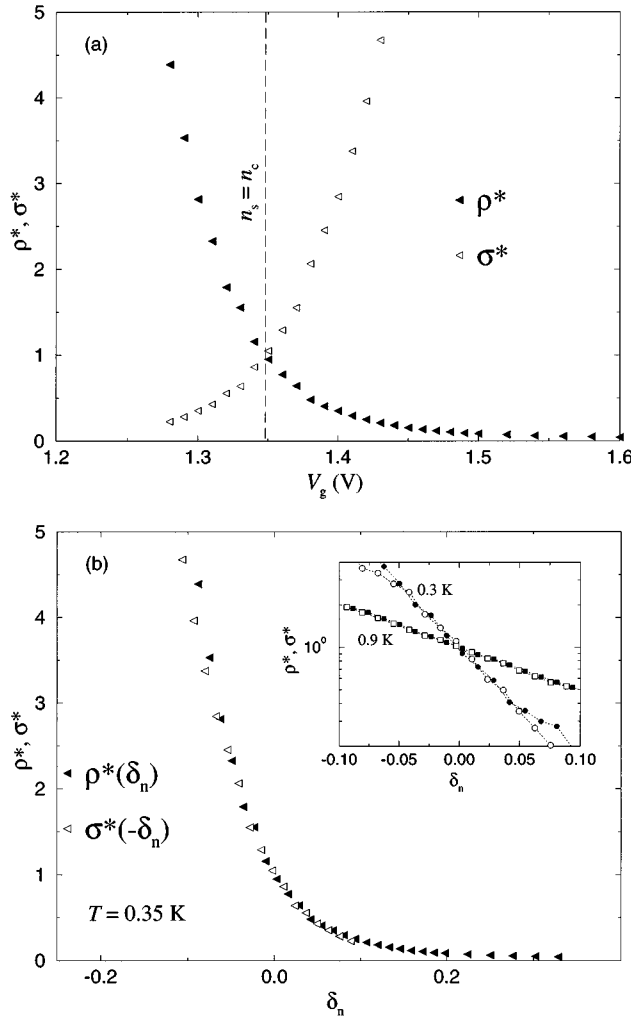 5
(a)
4
3
2
1
0
ρ*, σ*
n_s = n_c
ρ*
σ*
1.2
1.3
1.4
1.5
1.6
V_g (V)
5
(b)
4
3
2
1
0
ρ*, σ*
ρ*(δ_n)
σ*(-δ_n)
T = 0.35 K
-0.2
0.0
0.2
δ_n
0.3 K
0.9 K
10⁰
ρ*, σ*
-0.10
-0.05
0.00
0.05
0.10
δ_n